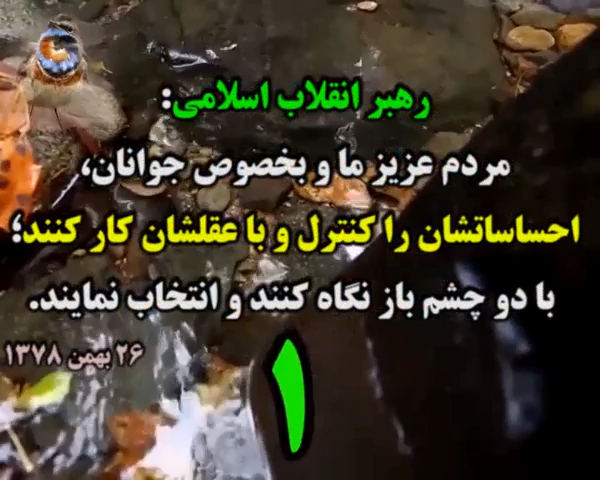 رهبر انقلاب اسلامی:
مردم عزیز ما و بخصوص جوانان،
احساساتشان را کنترل و با عقلشان کار کنند؛
با دو چشم باز نگاه کنند و انتخاب نمایند.
۲۶ بهمن ۱۳۷۸
۱